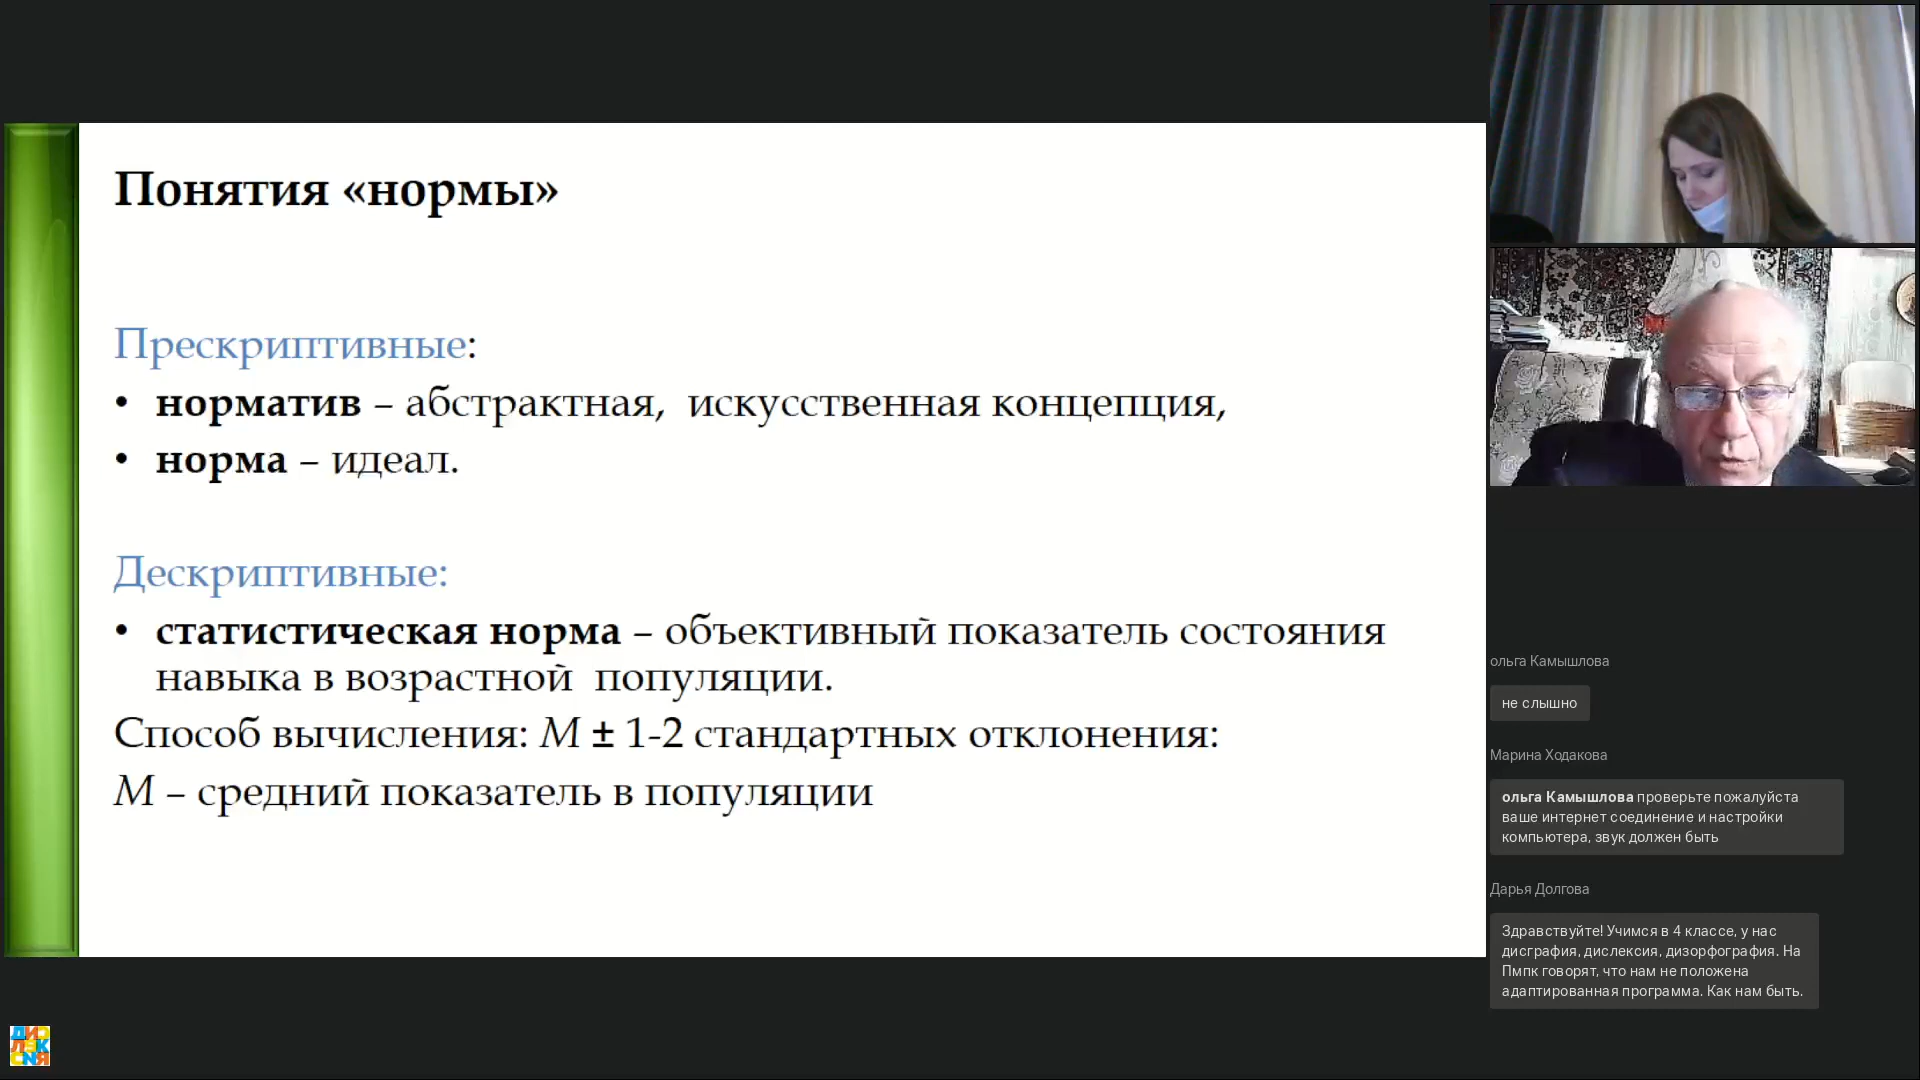 Понятия «нормы»
Прескриптивные:
• норматив – абстрактная, искусственная концепция,
• норма – идеал.
Дескриптивные:
• статистическая норма – объективный показатель состояния
навыка в возрастной популяции.
Способ вычисления: М ± 1-2 стандартных отклонения:
М – средний показатель в популяции
ольга Камышлова
не слышно
Марина Ходакова
ольга Камышлова проверьте пожалуйста
ваше интернет соединение и настройки
компьютера, звук должен быть
Дарья Долгова
Здравствуйте! Учимся в 4 классе, у нас
дисграфия, дислексия, дизорфография. На
Пмпк говорят, что нам не положена
адаптированная программа. Как нам быть.
ДИС
ЛЕК
СИЯ